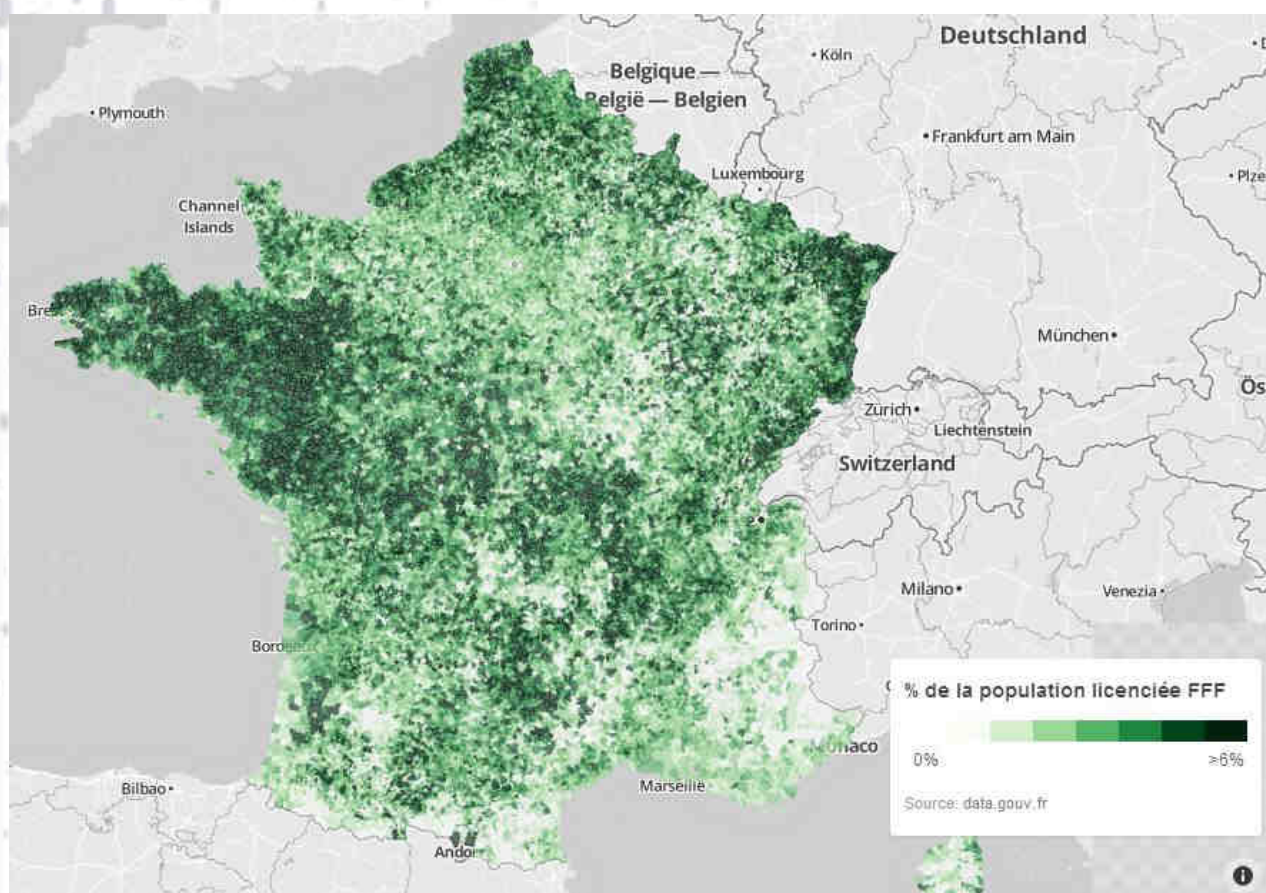 Deutschland
Köln
Belgique —
België — Belgien
Plymouth
Frankfurt am Main
Luxembourg
Channel
Islands
München
Zürich
Liechtenstein
Switzerland
Milano
Venezia
Torino
% de la population licenciée FFF
0%
≥6%
Source: data.gouv.fr
Monaco
Marseille
Bilbao